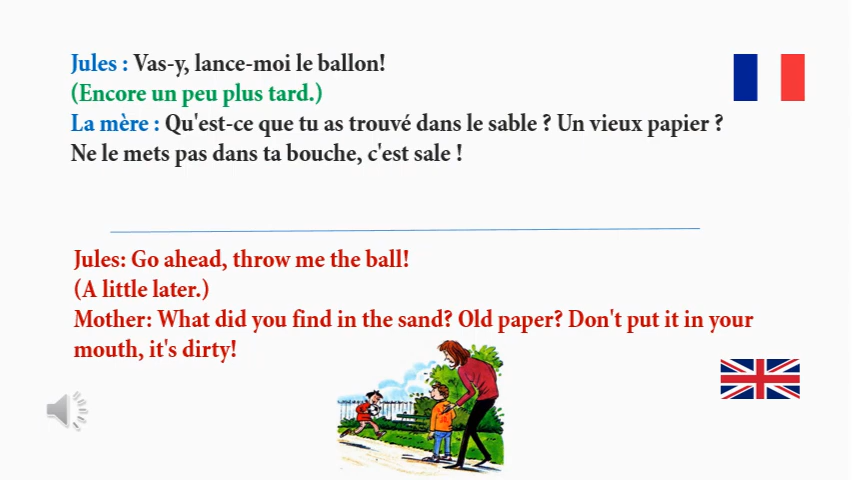 Jules : Vas-y, lance-moi le ballon!
(Encore un peu plus tard.)
La mère : Qu'est-ce que tu as trouvé dans le sable ? Un vieux papier ?
Ne le mets pas dans ta bouche, c'est sale !
Jules: Go ahead, throw me the ball!
(A little later.)
Mother: What did you find in the sand? Old paper? Don't put it in your
mouth, it's dirty!